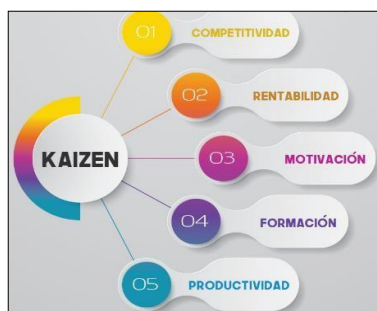 01
COMPETITIVIDAD
02
RENTABILIDAD
KAIZEN
03
MOTIVACIÓN
04
FORMACIÓN
05
PRODUCTIVIDAD